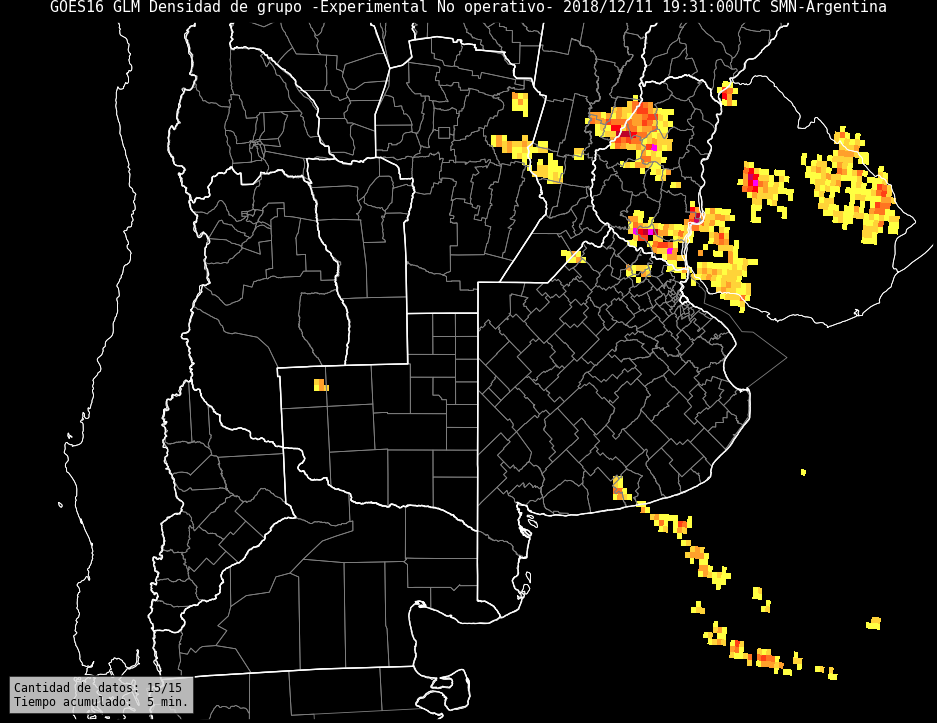 GOES16 GLM Densidad de grupo -Experimental No operativo- 2018/12/11 19:31:00UTC SMN-Argentina
Cantidad de datos: 15/15
Tiempo acumulado:  5 min.